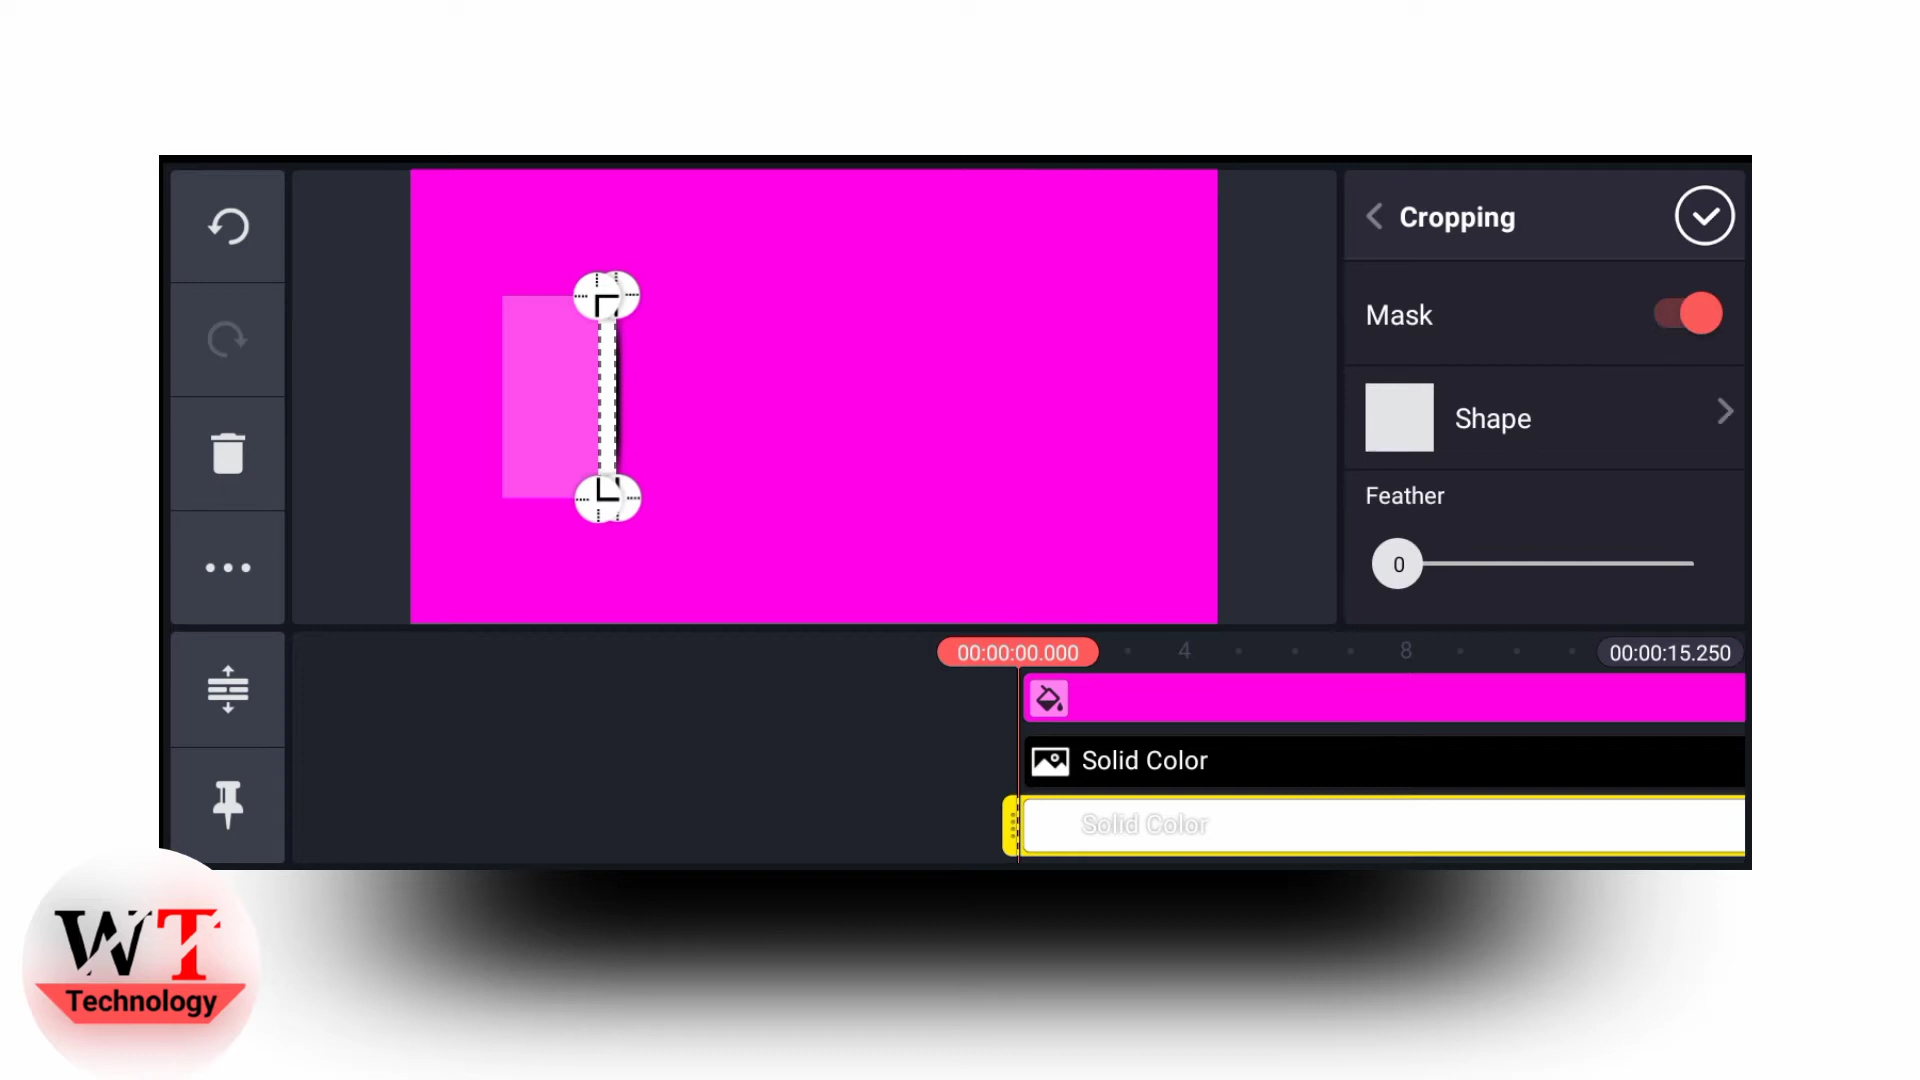 Cropping
Mask
Shape
Feather
0
00:00:00.000
4
8
00:00:15.250
Solid Color
Solid Color
WT
Technology